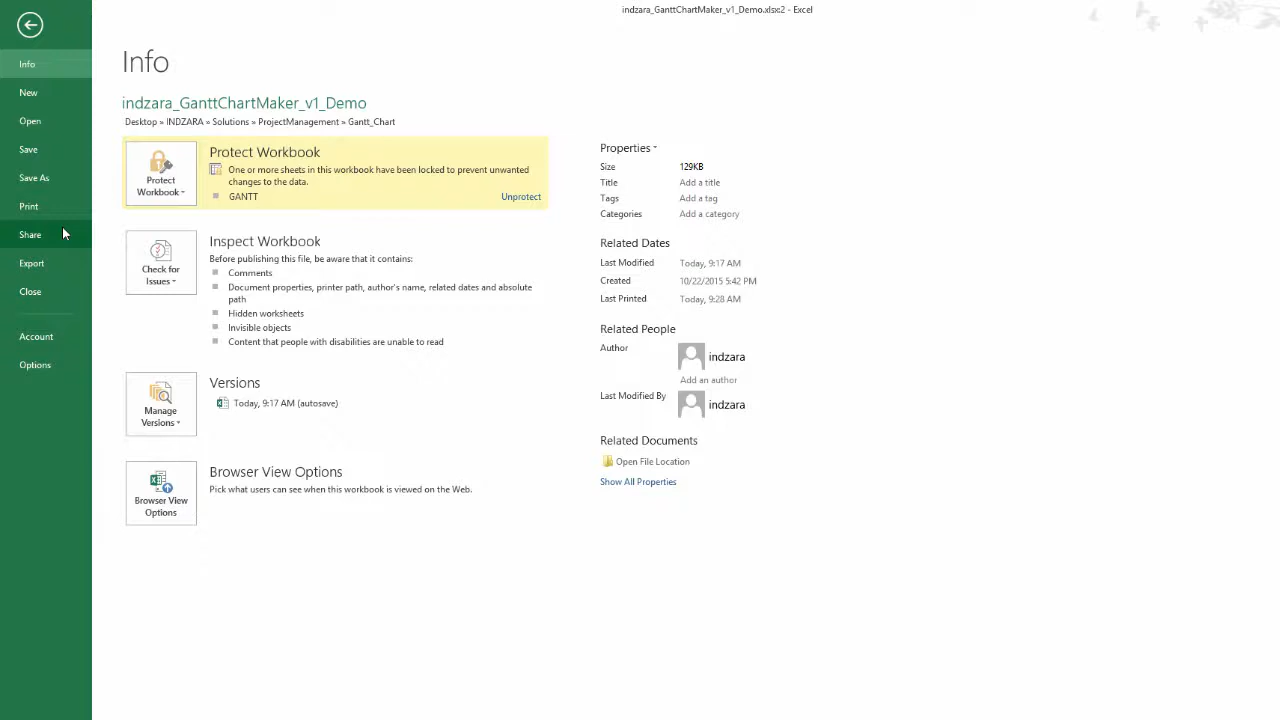 indzara_GanttChartMaker_v1_Demo.xlsx:2 - Excel
Info
New
Open
Save
Save As
Print
Share
Export
Close
Account
Options
Info
indzara_GanttChartMaker_v1_Demo
Desktop » INDZARA » Solutions » ProjectManagement » Gantt_Chart
Protect
Workbook
Protect Workbook
One or more sheets in this workbook have been locked to prevent unwanted
changes to the data.
GANTT
Unprotect
Check for
Issues
Inspect Workbook
Before publishing this file, be aware that it contains:
Comments
Document properties, printer path, author's name, related dates and absolute
path
Hidden worksheets
Invisible objects
Content that people with disabilities are unable to read
Manage
Versions
Versions
Today, 9:17 AM (autosave)
Browser View
Options
Browser View Options
Pick what users can see when this workbook is viewed on the Web.
Properties
Size 129KB
Title Add a title
Tags Add a tag
Categories Add a category
Related Dates
Last Modified Today, 9:17 AM
Created 10/22/2015 5:42 PM
Last Printed Today, 9:28 AM
Related People
Author indzara
Add an author
Last Modified By indzara
Related Documents
Open File Location
Show All Properties